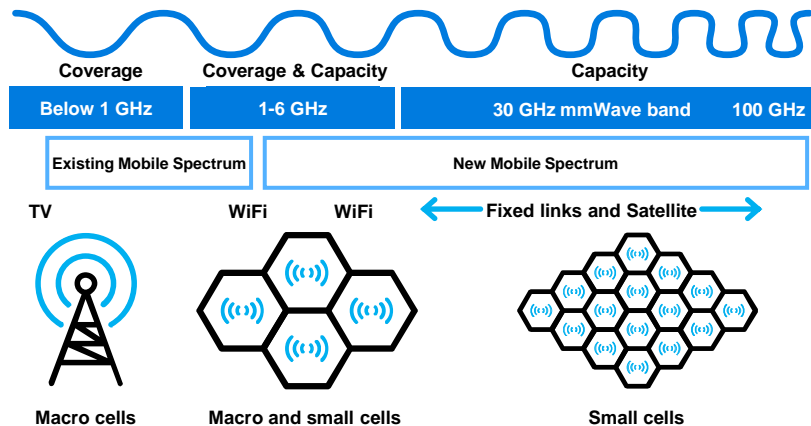 Coverage
Coverage & Capacity
Capacity
Below 1 GHz
1-6 GHz
30 GHz mmWave band
100 GHz
Existing Mobile Spectrum
New Mobile Spectrum
TV
WiFi
WiFi
Fixed links and Satellite
Macro cells
Macro and small cells
Small cells